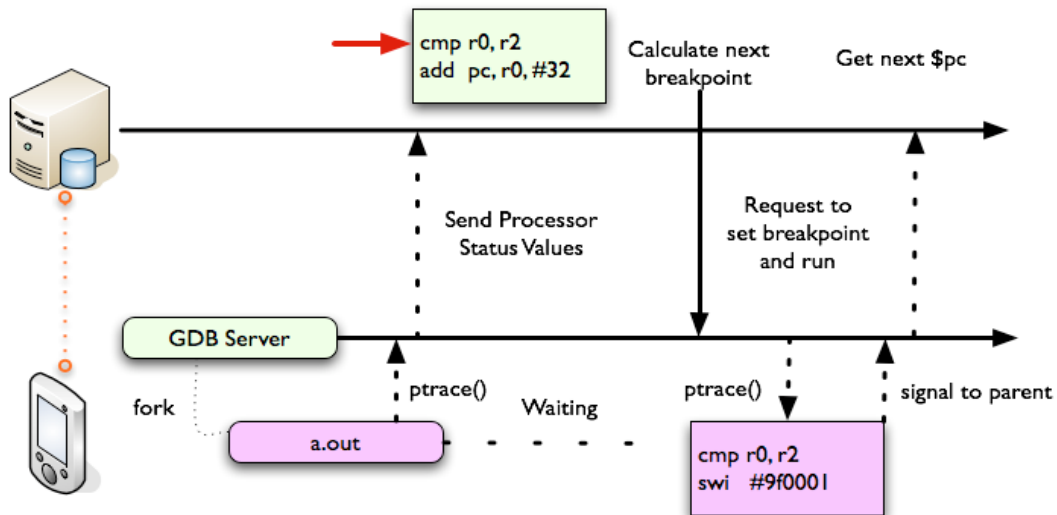 cmp r0, r2
add pc, r0, #32
Calculate next
breakpoint
Get next $pc
Send Processor
Status Values
Request to
set breakpoint
and run
GDB Server
fork
ptrace()
Waiting
ptrace()
signal to parent
a.out
cmp r0, r2
swi #9f0001